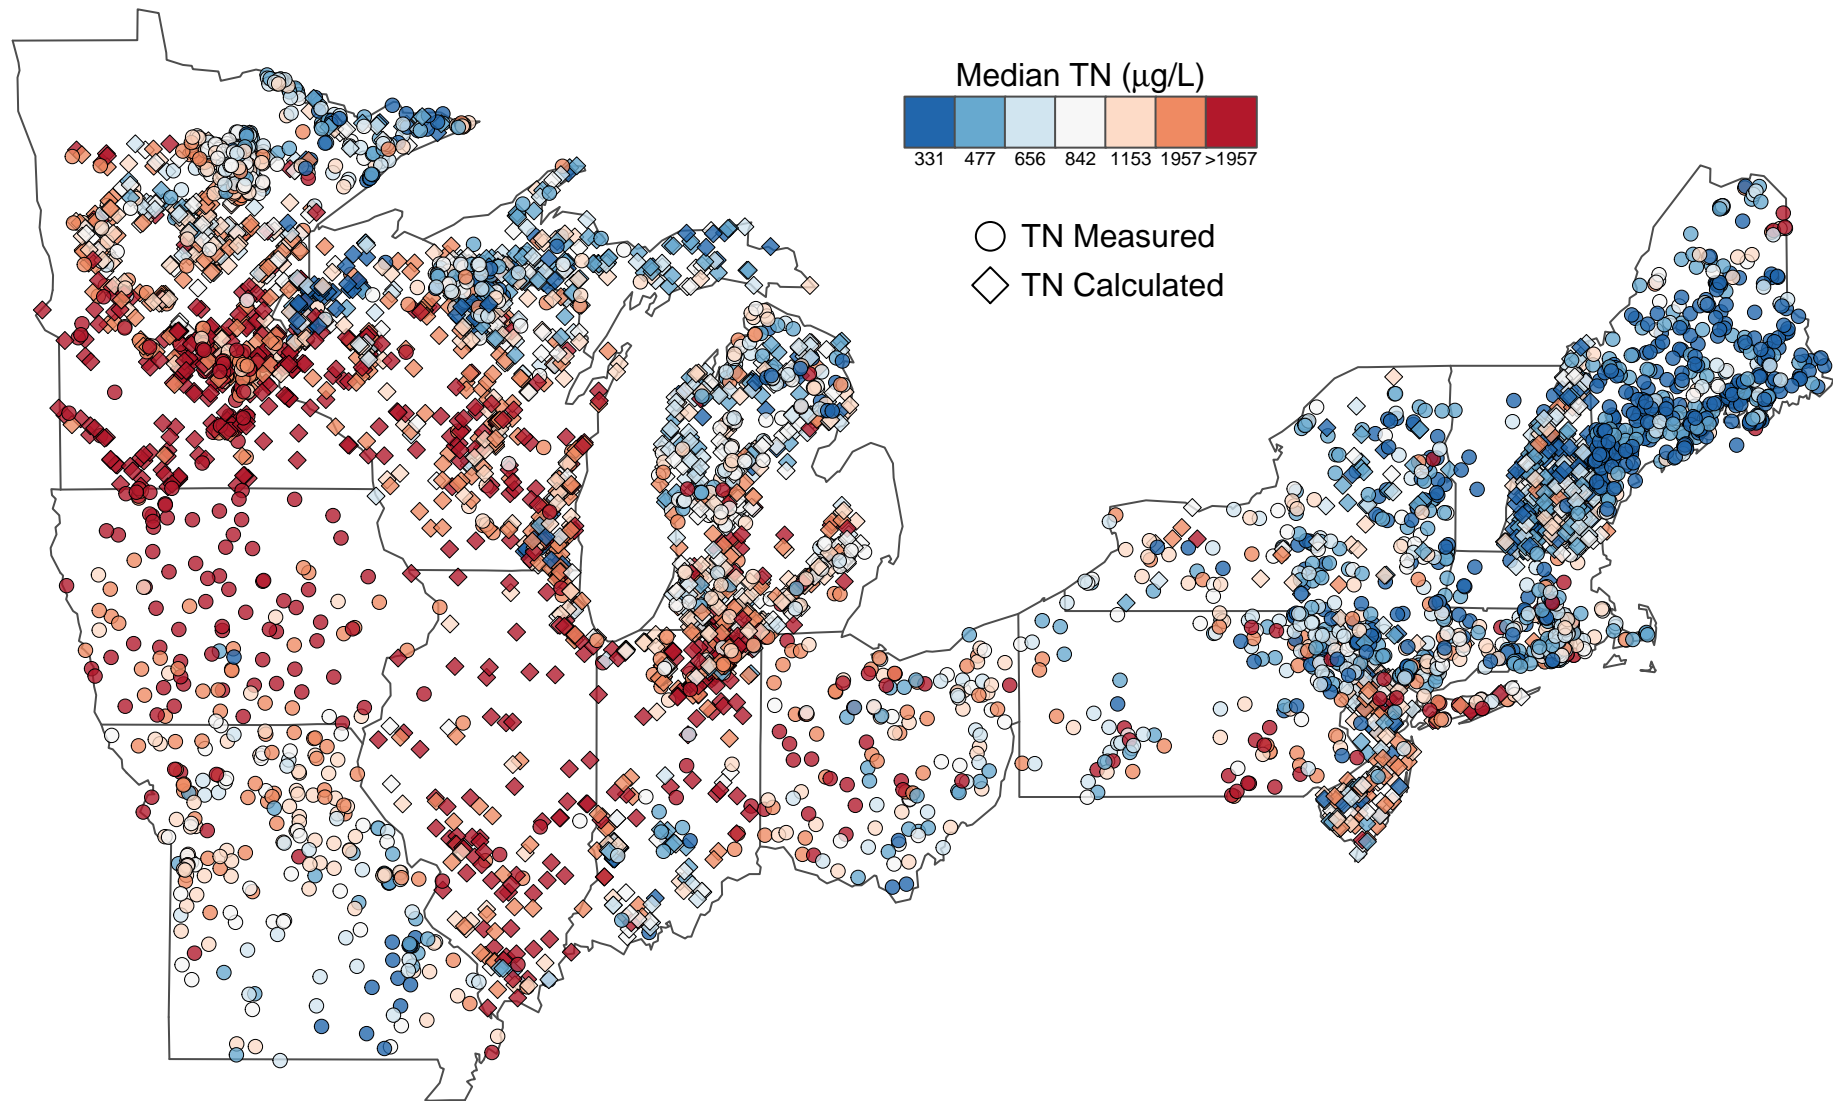 Median TN (μg/L)
331 477 656 842 1153 1957 >1957
TN Measured
TN Calculated